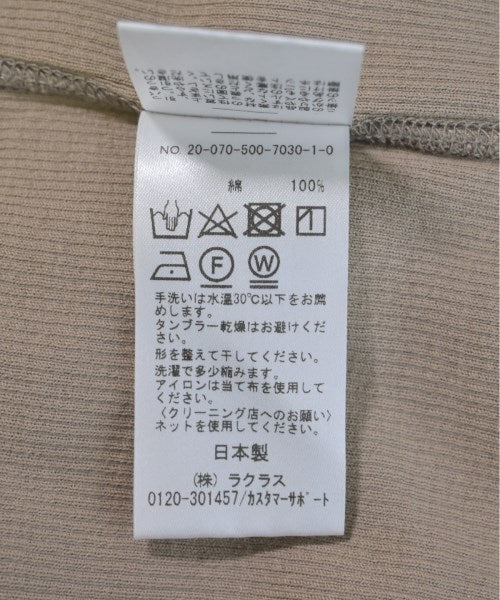 NO 20-070-500-7030-1-0
綿 100%
F W
手洗いは水温30℃以下をお薦
めします。
タンブラー乾燥はお避けくだ
さい。
形を整えて干してください。
洗濯で多少縮みます。
アイロンは当て布を使用して
ください。
〈クリーニング店へのお願い〉
ネットを使用してください。
日本製
(株) ラクラス
0120-301457/カスタマーサポート